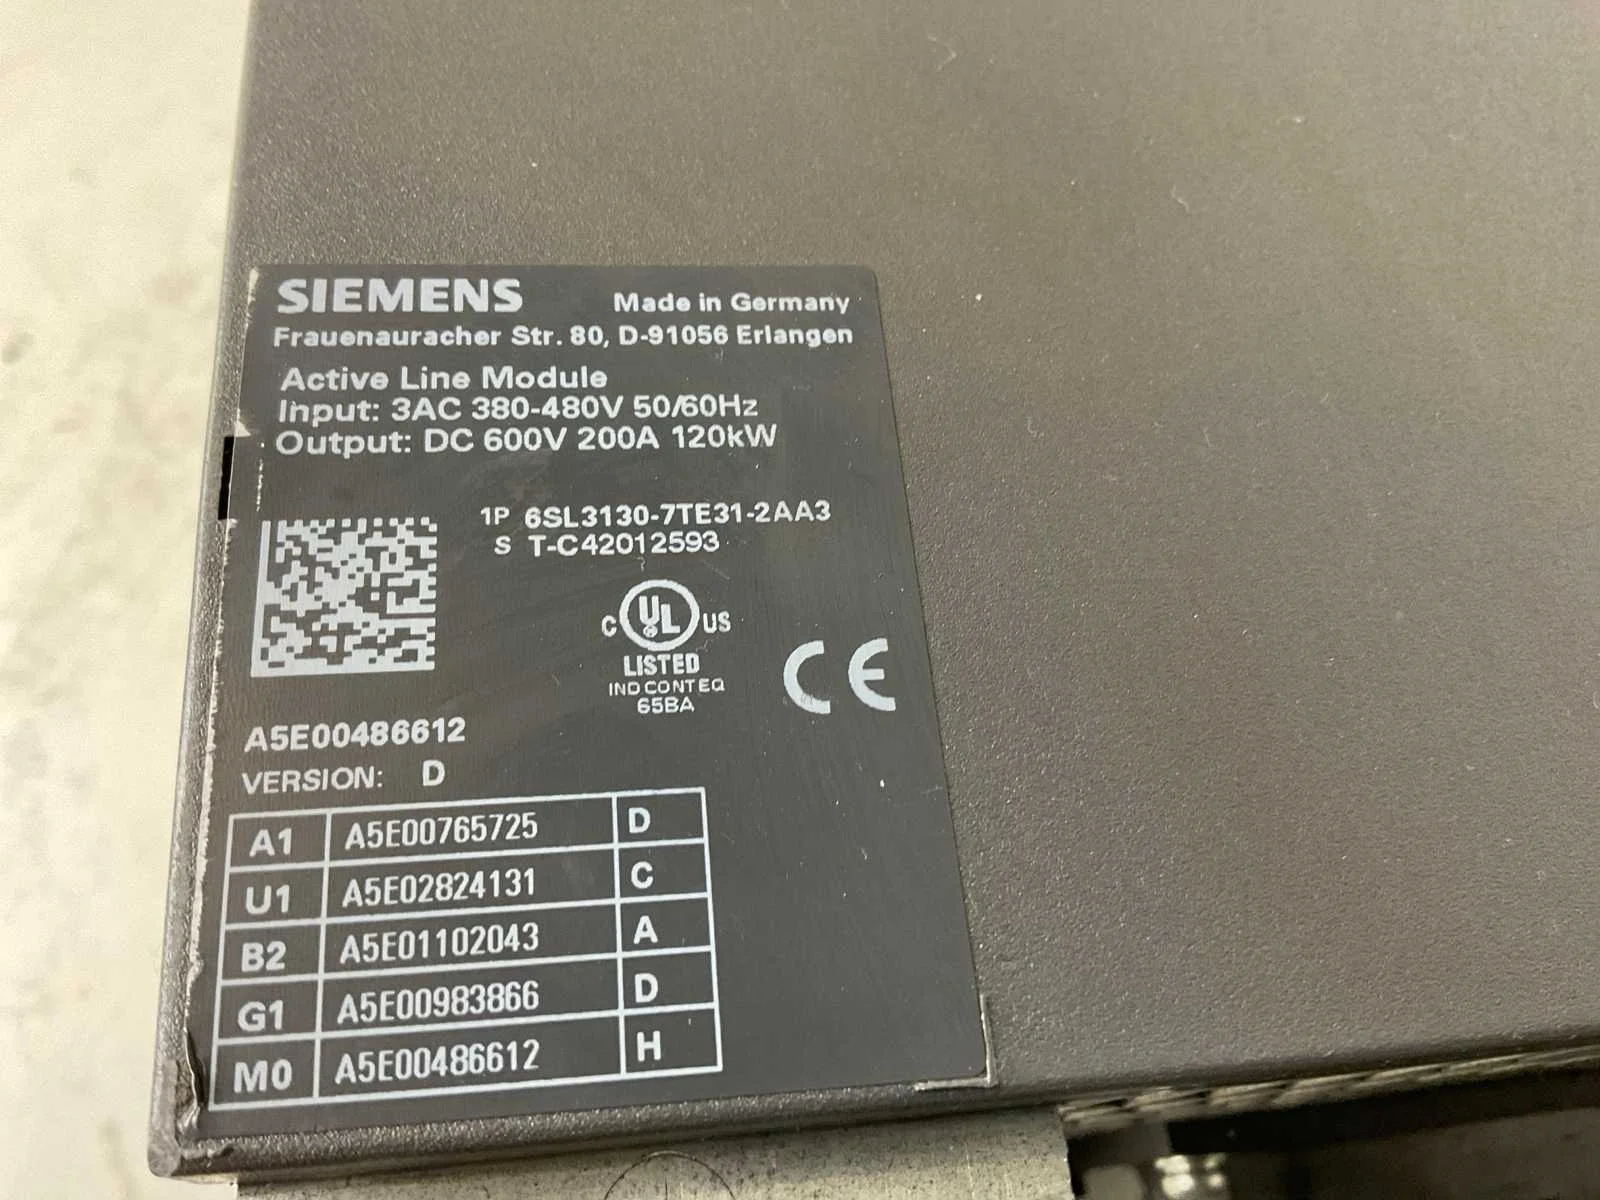 SIEMENS Made in Germany
Frauenauracher Str. 80, D-91056 Erlangen
Active Line Module
Input: 3AC 380-480V 50/60Hz
Output: DC 600V 200A 120kW
1P 6SL3130-7TE31-2AA3
S T-C42012593
C UL US
LISTED
IND CONT EQ
65BA
CE
A5E00486612
VERSION: D
A1 A5E00765725 D
U1 A5E02824131 C
B2 A5E01102043 A
G1 A5E00983866 D
M0 A5E00486612 H